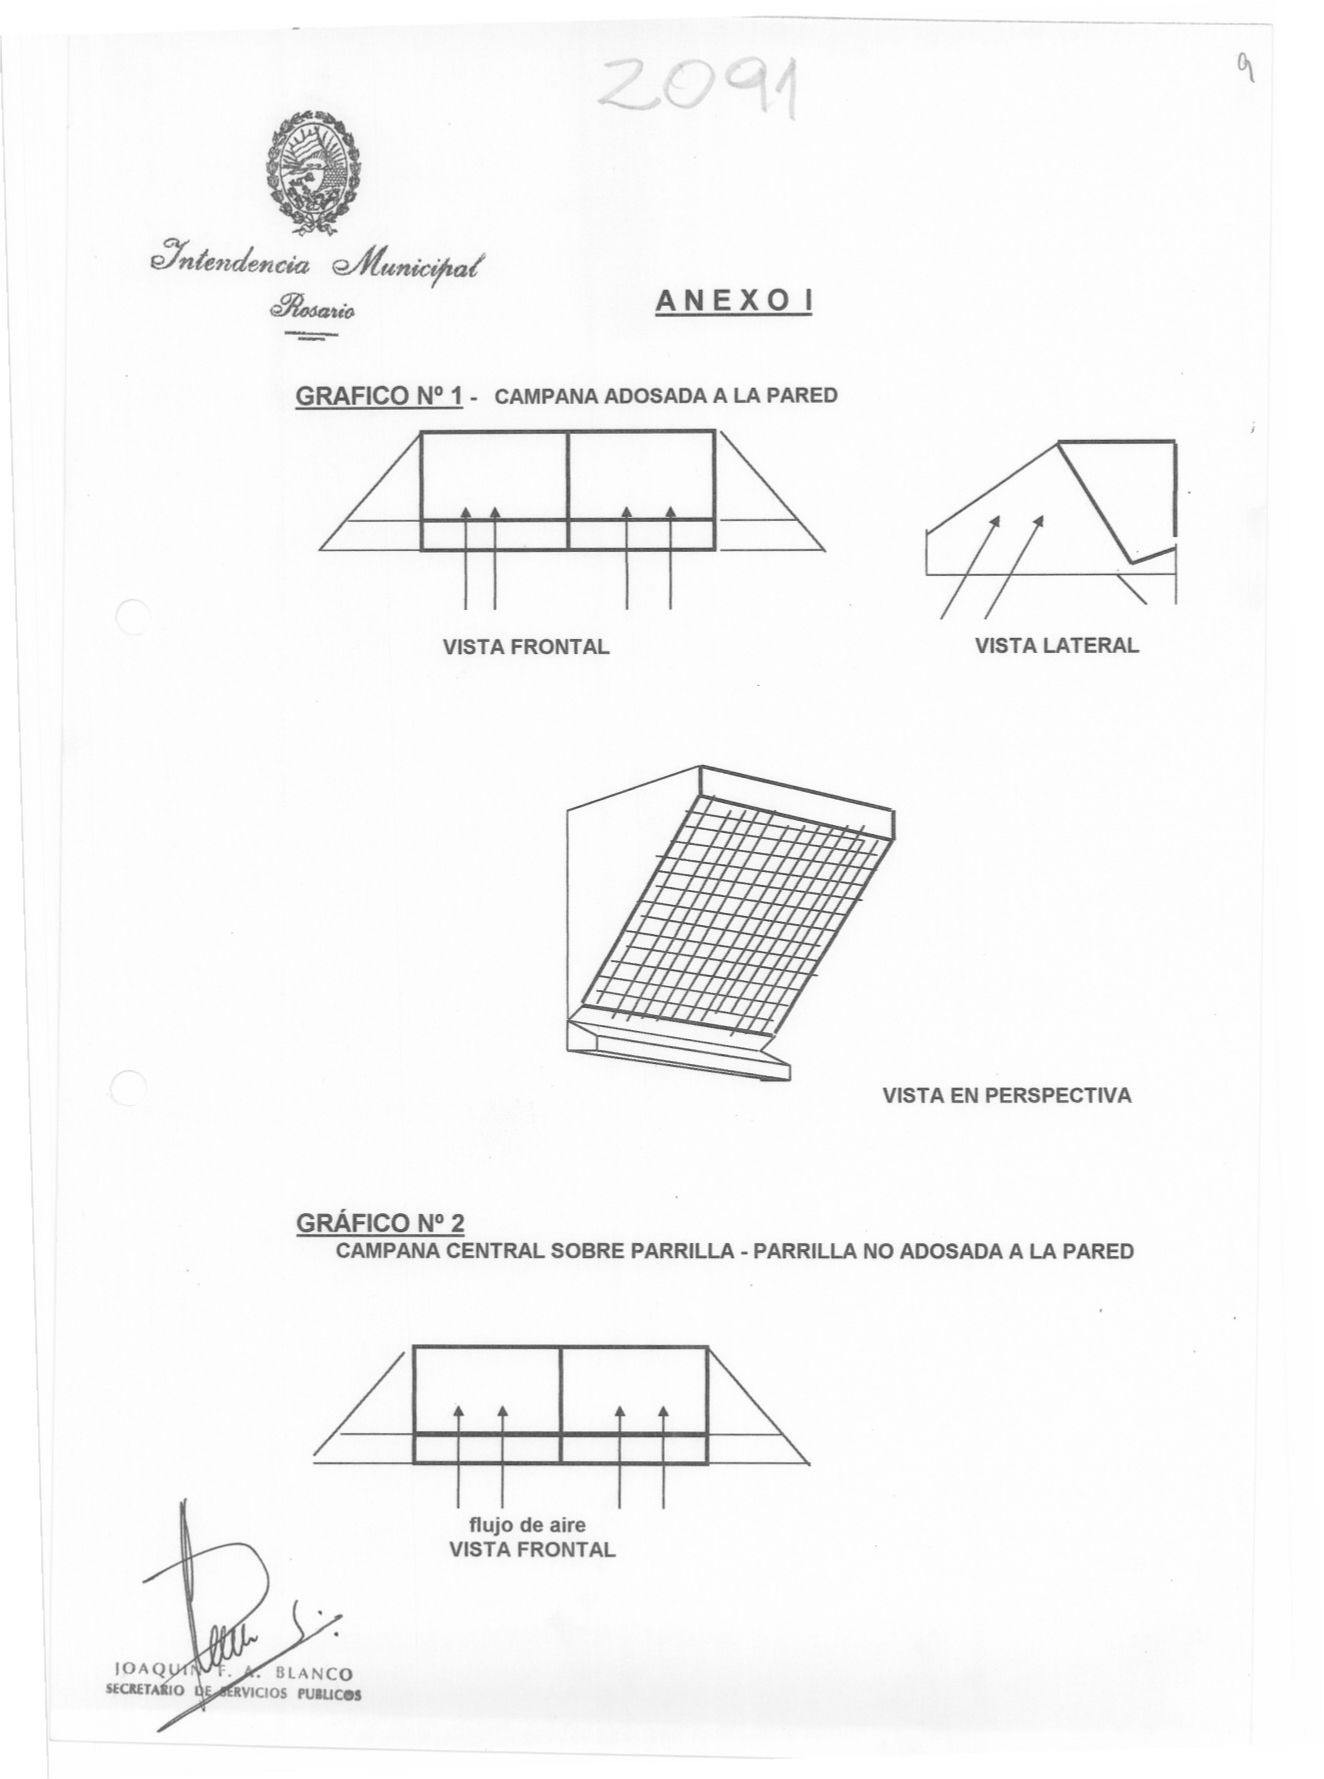 2091
9
Intendencia Municipal
Rosario
ANEXO I
GRAFICO Nº 1 - CAMPANA ADOSADA A LA PARED
VISTA FRONTAL
VISTA LATERAL
VISTA EN PERSPECTIVA
GRÁFICO Nº 2
CAMPANA CENTRAL SOBRE PARRILLA - PARRILLA NO ADOSADA A LA PARED
flujo de aire
VISTA FRONTAL
JOAQUIN F. A. BLANCO
SECRETARIO DE SERVICIOS PUBLICOS